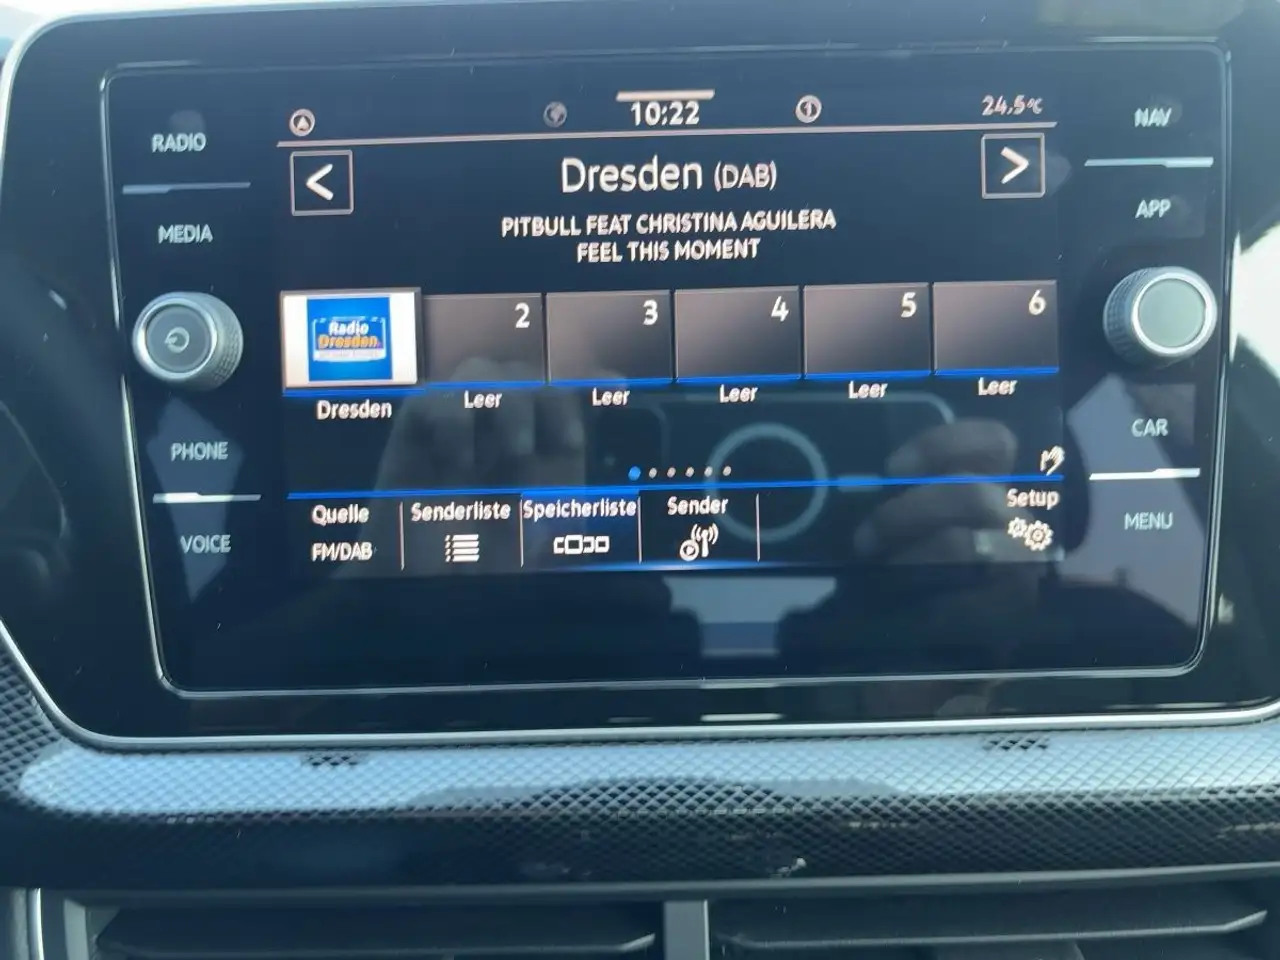 RADIO
MEDIA
PHONE
VOICE
10:22
24.5°C
Dresden (DAB)
PITBULL FEAT CHRISTINA AGUILERA
FEEL THIS MOMENT
Radio
Dresden
2
3
4
5
6
Dresden
Leer
Leer
Leer
Leer
Leer
Quelle
FM/DAB
Senderliste
Speicherliste
Sender
Setup
NAV
APP
CAR
MENU